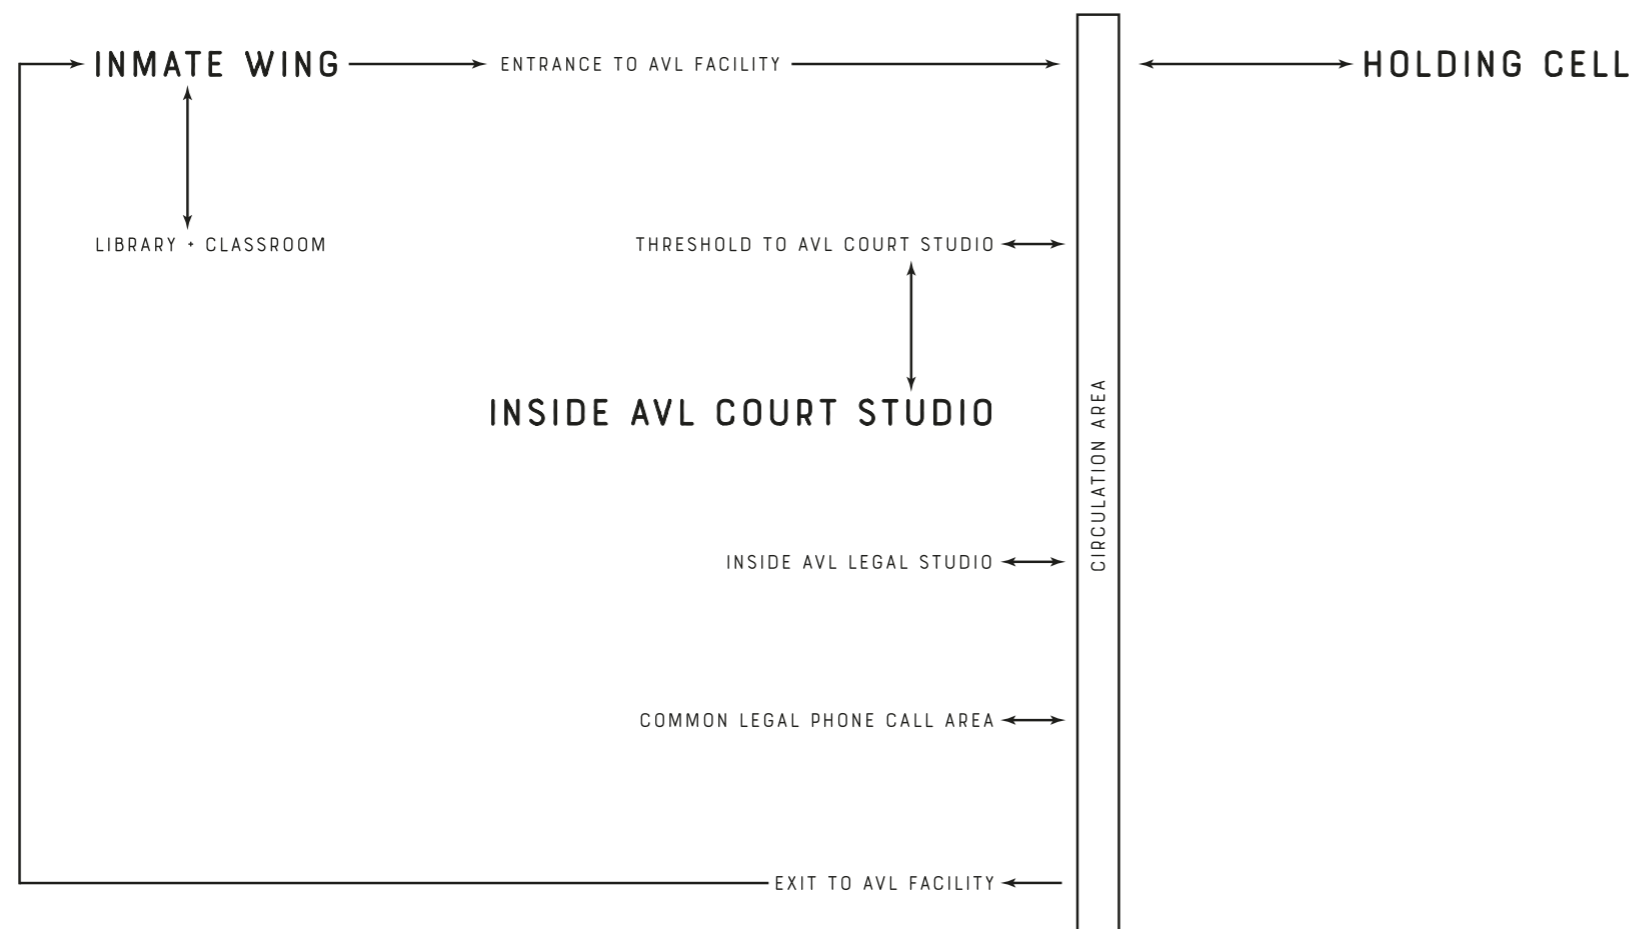 INMATE WING
ENTRANCE TO AVL FACILITY
HOLDING CELL
LIBRARY + CLASSROOM
THRESHOLD TO AVL COURT STUDIO
INSIDE AVL COURT STUDIO
CIRCULATION AREA
INSIDE AVL LEGAL STUDIO
COMMON LEGAL PHONE CALL AREA
EXIT TO AVL FACILITY